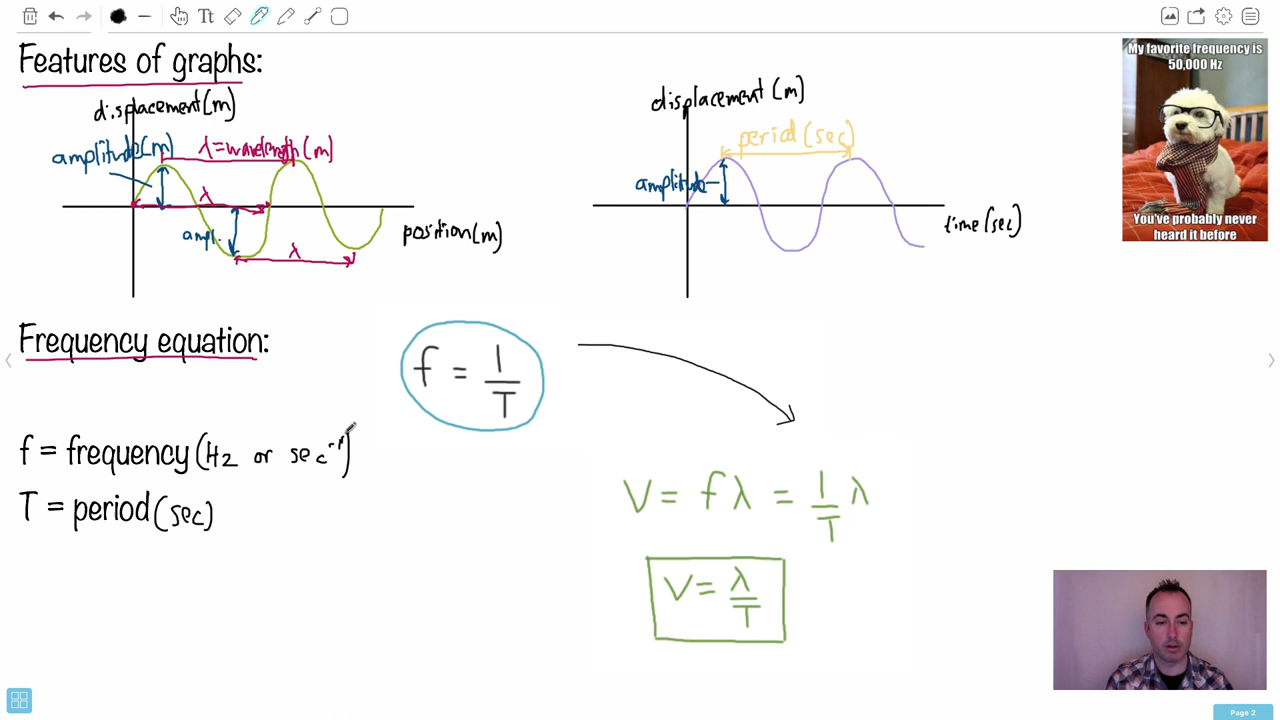 Features of graphs:
displacement(m)
amplitude(m)
λ=wavelength(m)
λ
ampl.
λ
position(m)
displacement(m)
period(sec)
amplitude
time(sec)
My favorite frequency is
50,000 Hz
You've probably never
heard it before
Frequency equation:
f = 1/T
f = frequency (Hz or sec⁻¹)
T = period (sec)
V = fλ = 1/T λ
V = λ/T
Tt
Page 2